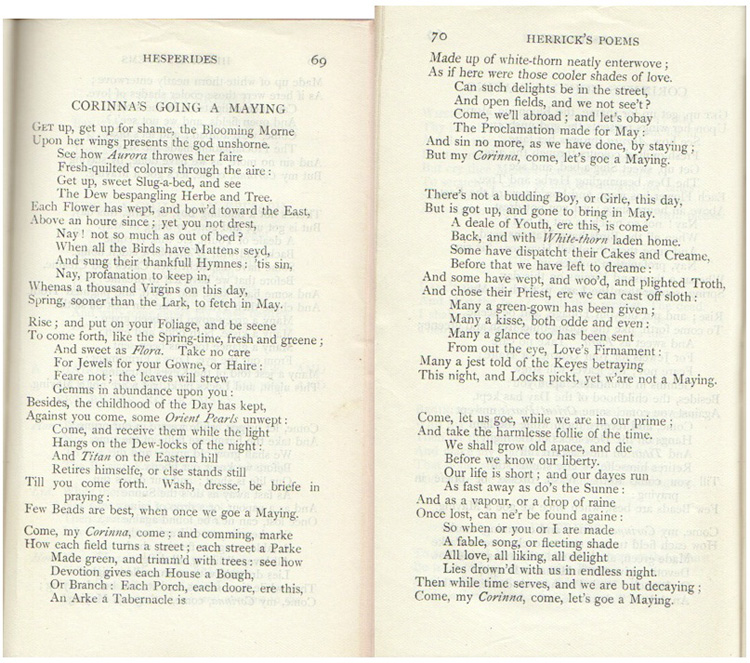 HESPERIDES 69
CORINNA'S GOING A MAYING
GET up, get up for shame, the Blooming Morne
Upon her wings presents the god unshorne.
See how Aurora throwes her faire
Fresh-quilted colours through the aire:
Get up, sweet Slug-a-bed, and see
The Dew bespangling Herbe and Tree.
Each Flower has wept, and bow'd toward the East,
Above an houre since; yet you not drest,
Nay! not so much as out of bed?
When all the Birds have Mattens seyd,
And sung their thankfull Hymnes: 'tis sin,
Nay, profanation to keep in,
Whenas a thousand Virgins on this day,
Spring, sooner than the Lark, to fetch in May.
Rise; and put on your Foliage, and be seene
To come forth, like the Spring-time, fresh and greene;
And sweet as Flora. Take no care
For Jewels for your Gowne, or Haire:
Feare not; the leaves will strew
Gemms in abundance upon you:
Besides, the childhood of the Day has kept,
Against you come, some Orient Pearls unwept:
Come, and receive them while the light
Hangs on the Dew-locks of the night:
And Titan on the Eastern hill
Retires himselfe, or else stands still
Till you come forth. Wash, dresse, be briefe in
praying:
Few Beads are best, when once we goe a Maying.
Come, my Corinna, come; and comming, marke
How each field turns a street; each street a Parke
Made green, and trimm'd with trees: see how
Devotion gives each House a Bough,
Or Branch: Each Porch, each doore, ere this,
An Arke a Tabernacle is
70 HERRICK'S POEMS
Made up of white-thorn neatly enterwove;
As if here were those cooler shades of love.
Can such delights be in the street,
And open fields, and we not see't?
Come, we'll abroad; and let's obay
The Proclamation made for May:
And sin no more, as we have done, by staying;
But my Corinna, come, let's goe a Maying.
There's not a budding Boy, or Girle, this day,
But is got up, and gone to bring in May.
A deale of Youth, ere this, is come
Back, and with White-thorn laden home.
Some have dispatcht their Cakes and Creame,
Before that we have left to dreame:
And some have wept, and woo'd, and plighted Troth,
And chose their Priest, ere we can cast off sloth:
Many a green-gown has been given;
Many a kisse, both odde and even:
Many a glance too has been sent
From out the eye, Love's Firmament:
Many a jest told of the Keyes betraying
This night, and Locks pickt, yet w'are not a Maying.
Come, let us goe, while we are in our prime;
And take the harmlesse follie of the time.
We shall grow old apace, and die
Before we know our liberty.
Our life is short; and our dayes run
As fast away as do's the Sunne:
And as a vapour, or a drop of raine
Once lost, can ne'r be found againe:
So when or you or I are made
A fable, song, or fleeting shade
All love, all liking, all delight
Lies drown'd with us in endless night.
Then while time serves, and we are but decaying;
Come, my Corinna, come, let's goe a Maying.